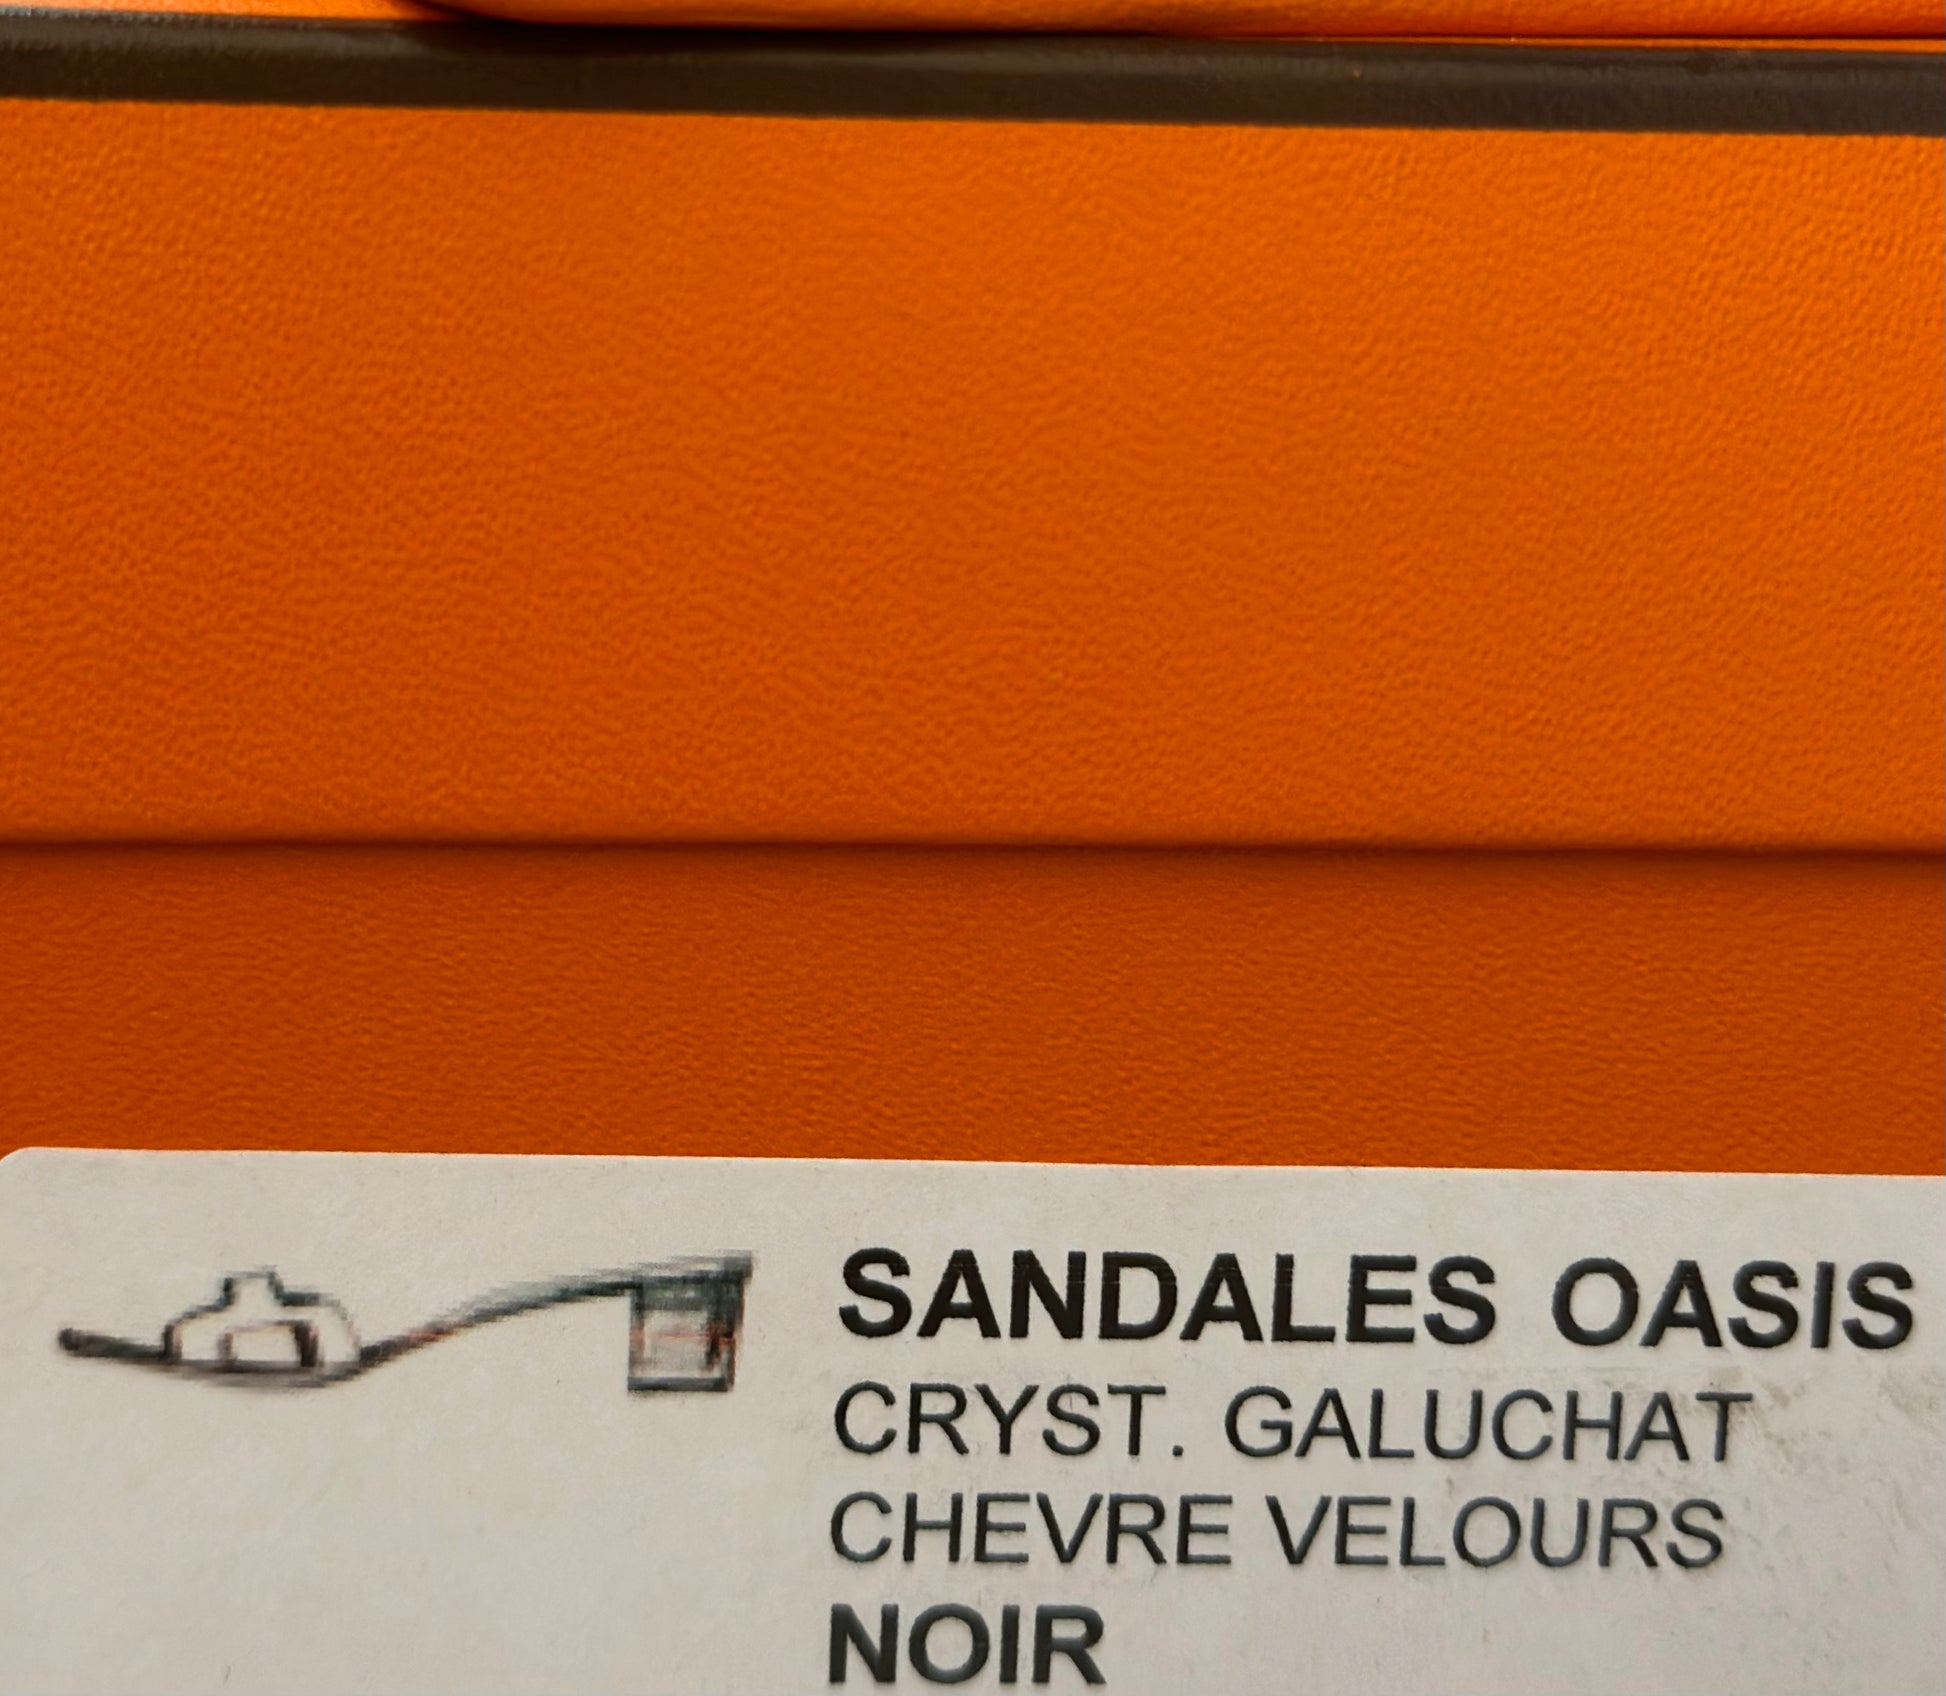 SANDALES OASIS
CRYST. GALUCHAT
CHEVRE VELOURS
NOIR